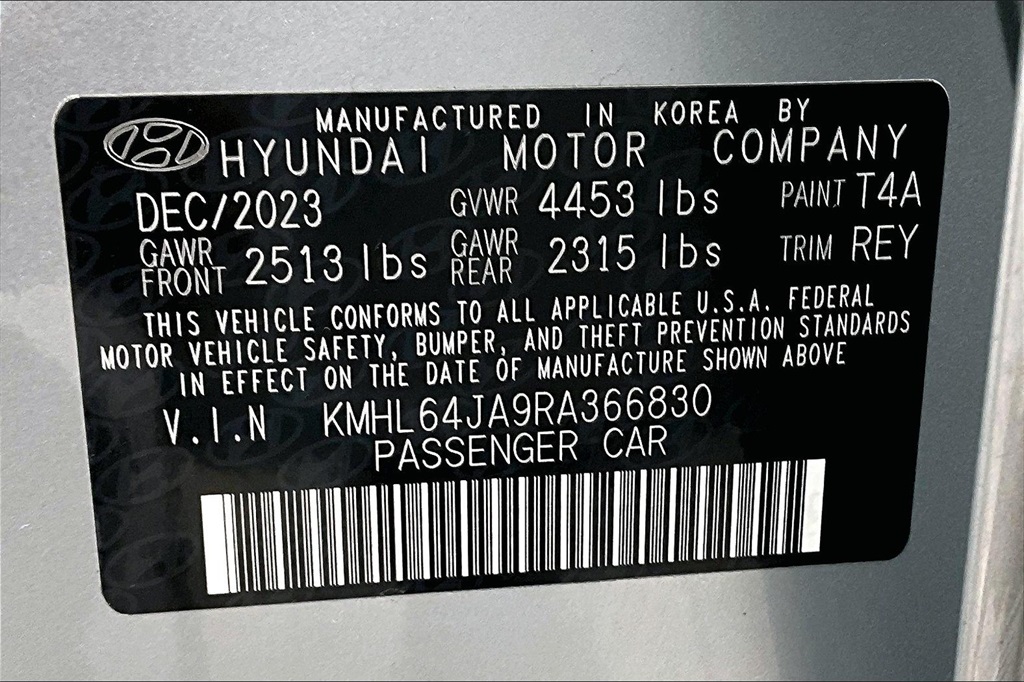 MANUFACTURED IN KOREA BY
HYUNDAI MOTOR COMPANY
DEC/2023 GVWR 4453 lbs PAINT T4A
GAWR FRONT 2513 lbs GAWR REAR 2315 lbs TRIM REY
THIS VEHICLE CONFORMS TO ALL APPLICABLE U.S.A. FEDERAL
MOTOR VEHICLE SAFETY, BUMPER, AND THEFT PREVENTION STANDARDS
IN EFFECT ON THE DATE OF MANUFACTURE SHOWN ABOVE
V.I.N KMHL64JA9RA366830
PASSENGER CAR